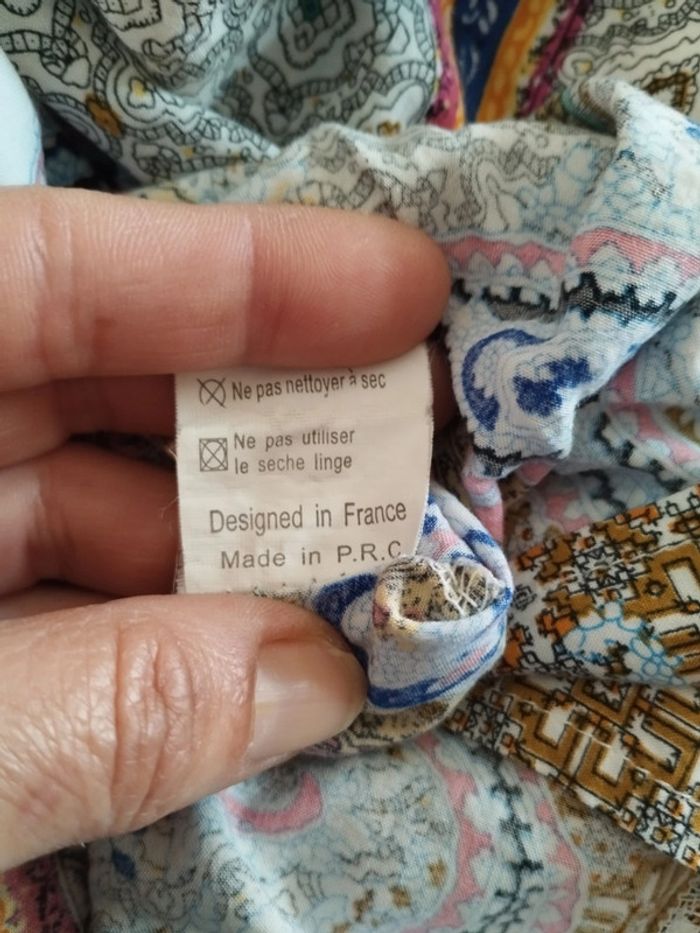 Ne pas nettoyer à sec
Ne pas utiliser
le seche linge
Designed in France
Made in P.R.C